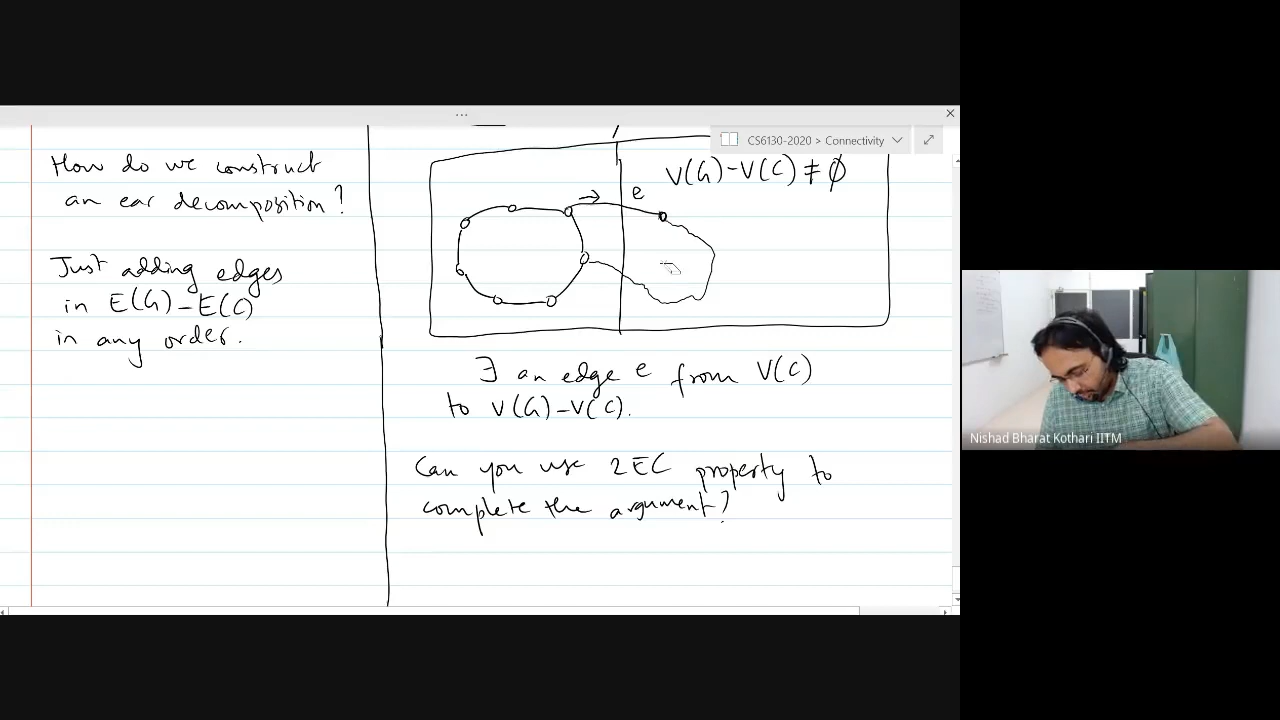 CS6130-2020 > Connectivity
How do we construct
an ear decomposition?
Just adding edges
in E(G)-E(C)
in any order.
V(G)-V(C) ≠ ∅
→ e
∃ an edge e from V(C)
to V(G)-V(C).
Can you use 2EC property to
complete the argument?
Nishad Bharat Kothari IITM